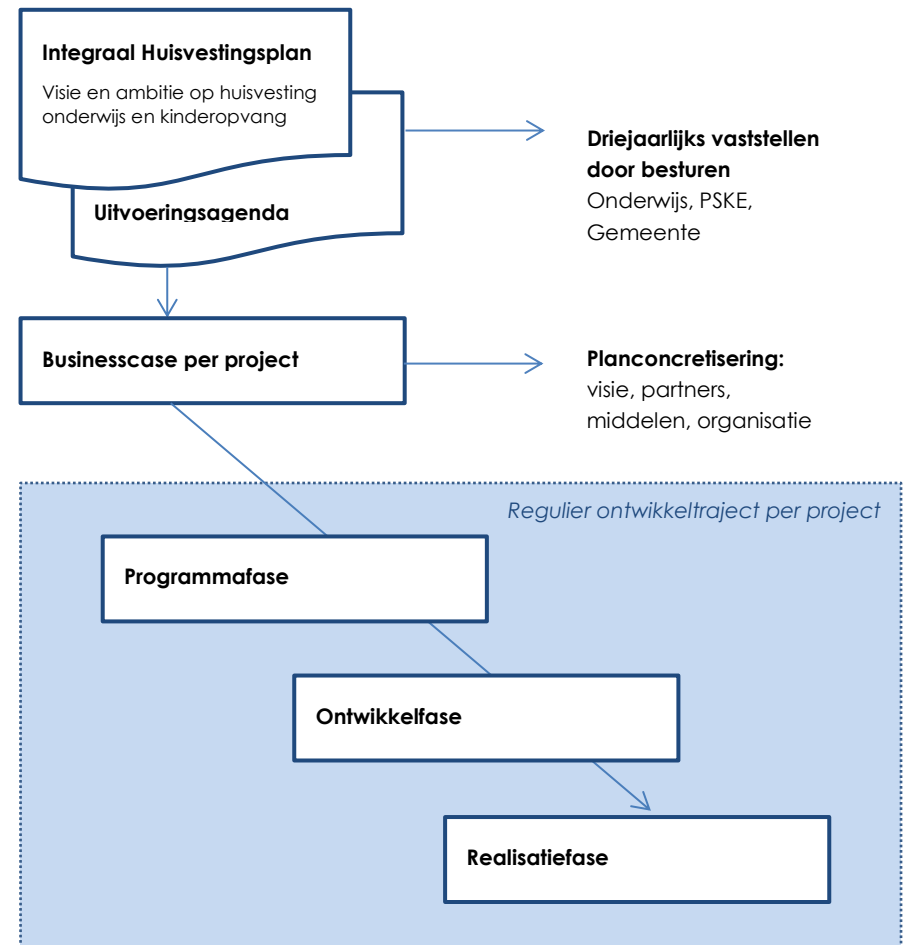 Integraal Huisvestingsplan
Visie en ambitie op huisvesting
onderwijs en kinderopvang
Uitvoeringsagenda
Driejaarlijks vaststellen
door besturen
Onderwijs, PSKE,
Gemeente
Businesscase per project
Planconcretisering:
visie, partners,
middelen, organisatie
Regulier ontwikkeltraject per project
Programmafase
Ontwikkelfase
Realisatiefase